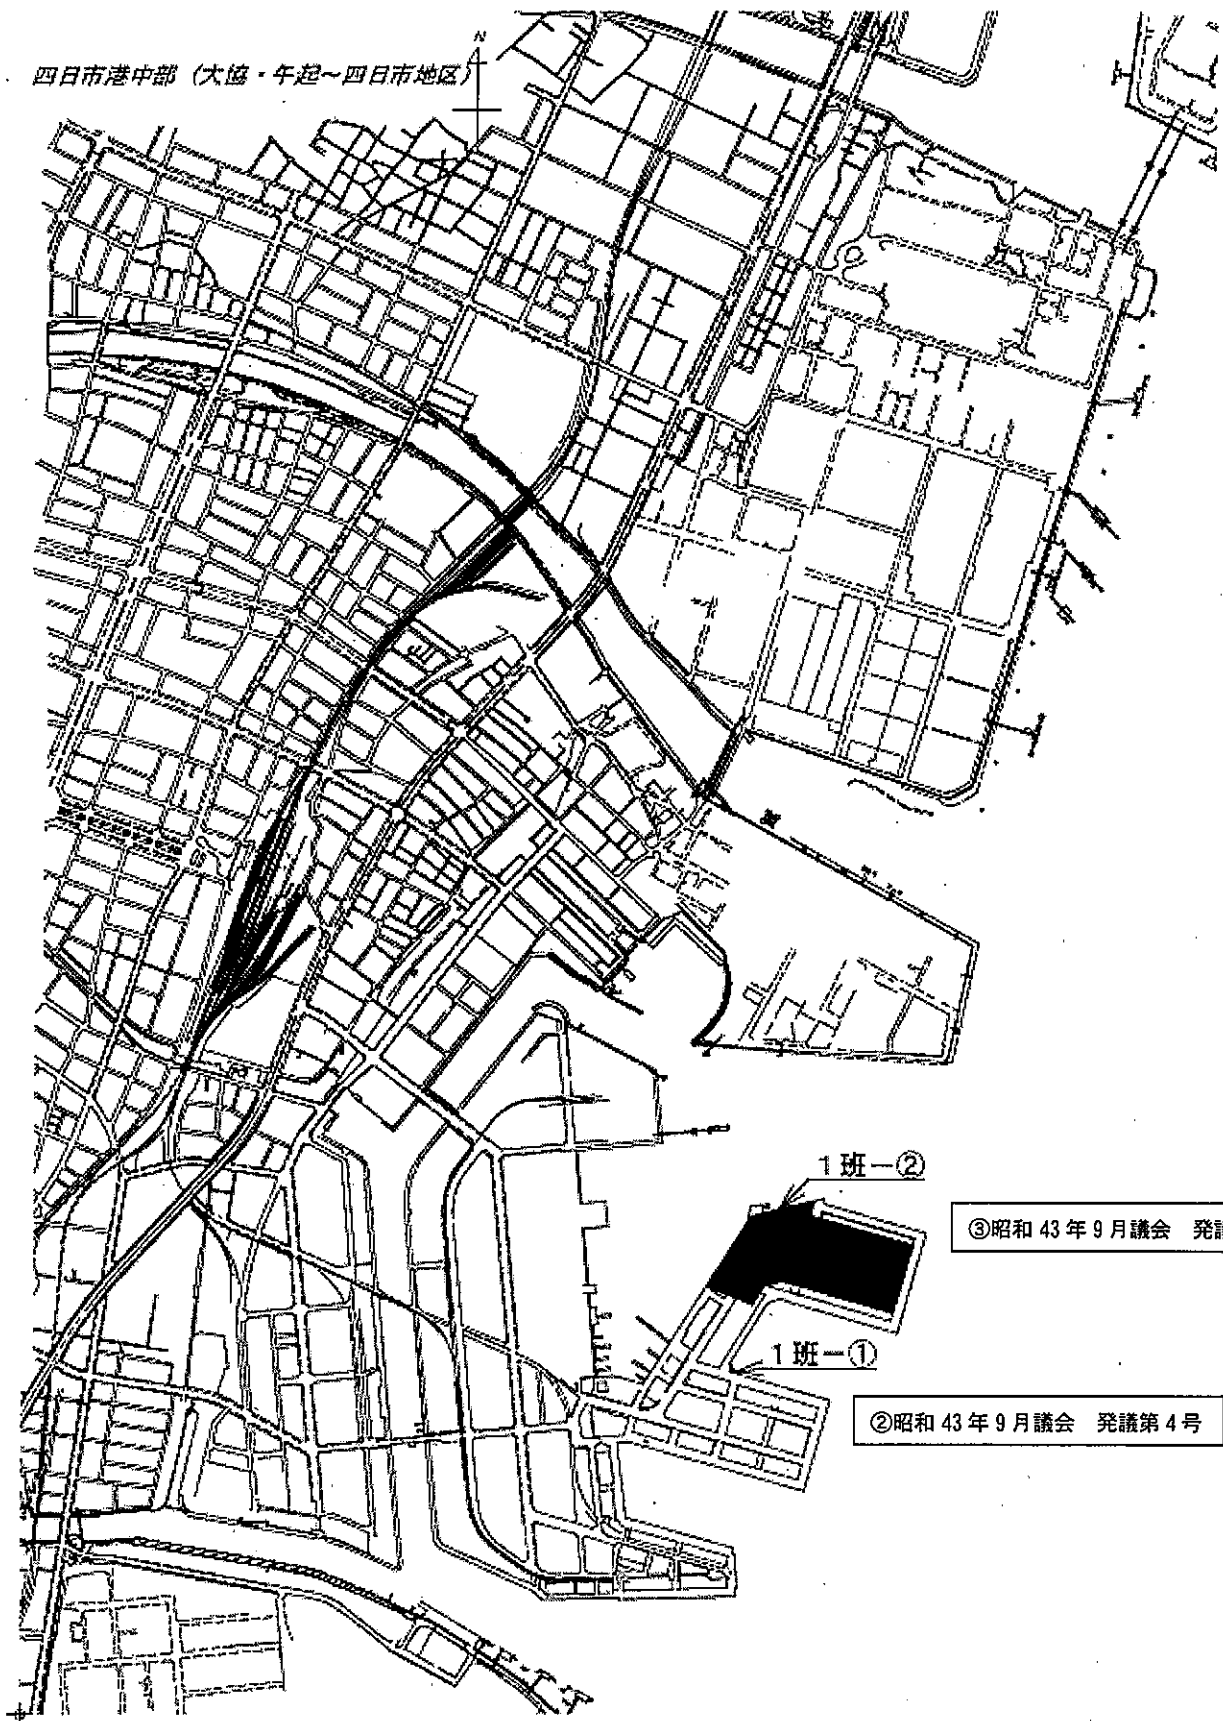 N
四日市港中部（大協・午起～四日市地区）
1班－②
③昭和43年9月議会　発議
1班－①
②昭和43年9月議会　発議第4号